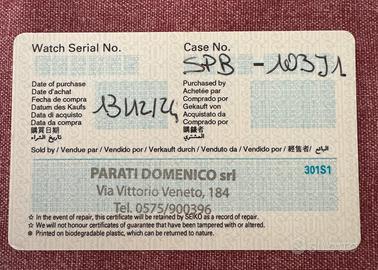 Watch Serial No.
Case No.
SPB - 103J1
Date of purchase
Date d'achat
Fecha de compra
Datum des Kaufs
Data di acquisto
Data da compra
購買日期
تاريخ الشراء
13/12/24
Purchased by
Achetée par
Comprado por
Gekauft von
Acquistata da
Comprado por
購錶者
المشتري
Sold by / Vendue par / Vendido por / Verkauft durch / Venduto da / Vendido por / 經售者/ البائع
PARATI DOMENICO srl
Via Vittorio Veneto, 184
Tel. 0575/900396
301S1
☆ In the event of repair, this certificate will be retained by SEIKO as a record of repair.
★ We will not honour certificates of guarantee that have been tampered with or altered.
● Printed on biodegradable plastic, which can be returned to nature.
subito